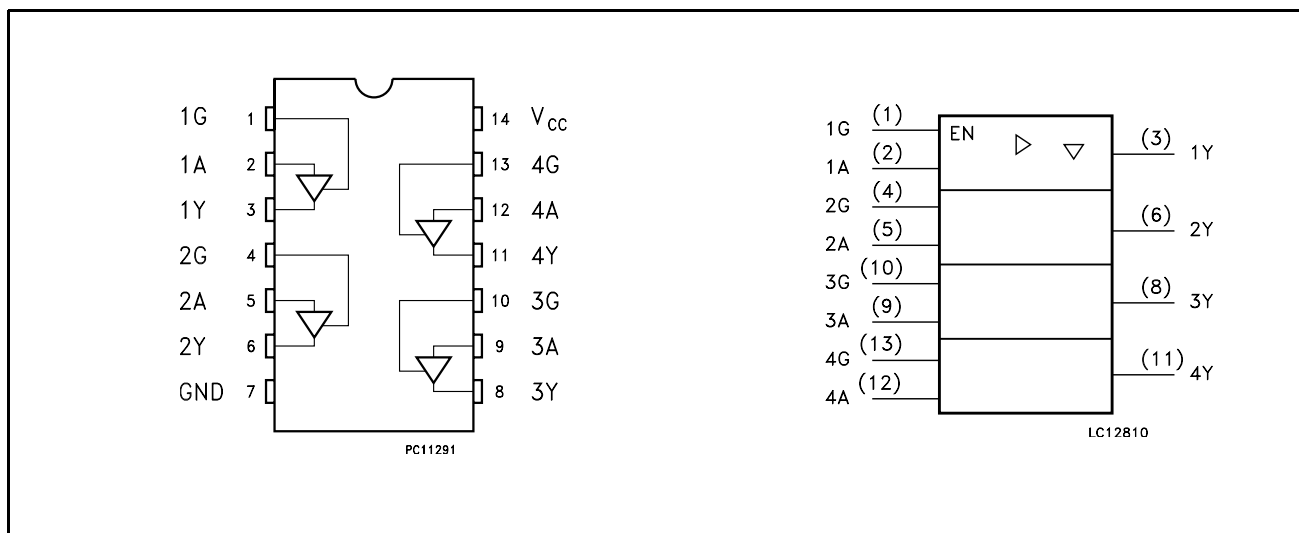 1G 1
1A 2
1Y 3
2G 4
2A 5
2Y 6
GND 7
14 VCC
13 4G
12 4A
11 4Y
10 3G
9 3A
8 3Y
PC11291
1G (1)
1A (2)
2G (4)
2A (5)
3G (10)
3A (9)
4G (13)
4A (12)
EN
(3) 1Y
(6) 2Y
(8) 3Y
(11) 4Y
LC12810